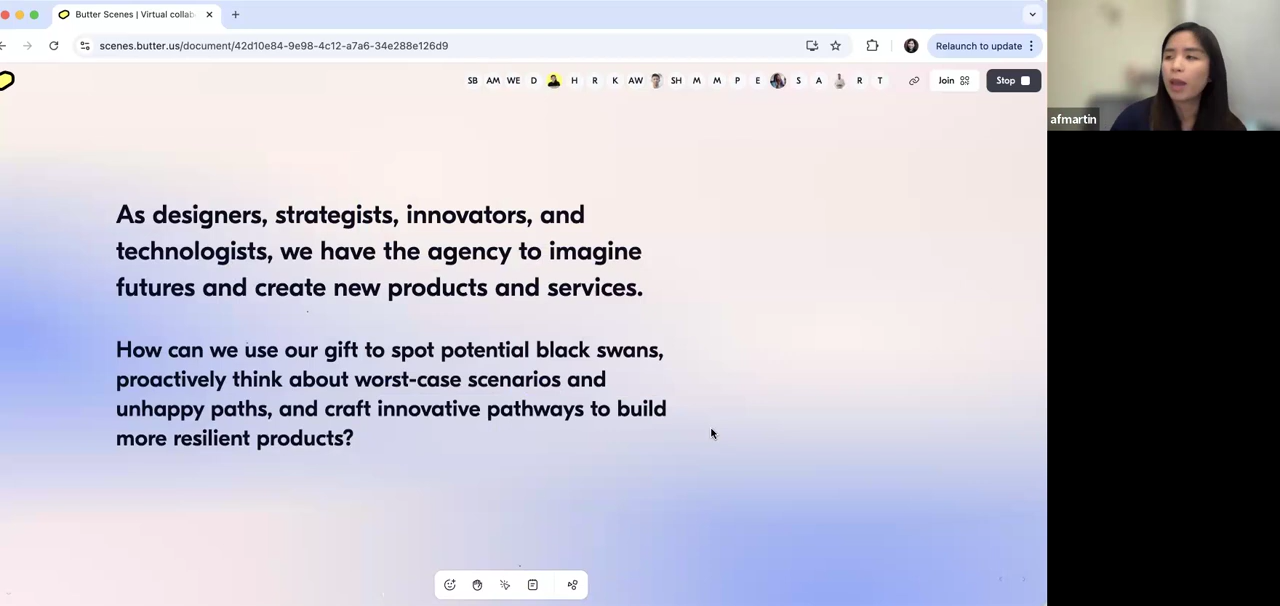 Butter Scenes | Virtual collab
scenes.butter.us/document/42d10e84-9e98-4c12-a7a6-34e288e126d9
Relaunch to update
SB AM WE D H R K AW SH M M P E S A R T
Join
Stop
afmartin
As designers, strategists, innovators, and
technologists, we have the agency to imagine
futures and create new products and services.
How can we use our gift to spot potential black swans,
proactively think about worst-case scenarios and
unhappy paths, and craft innovative pathways to build
more resilient products?